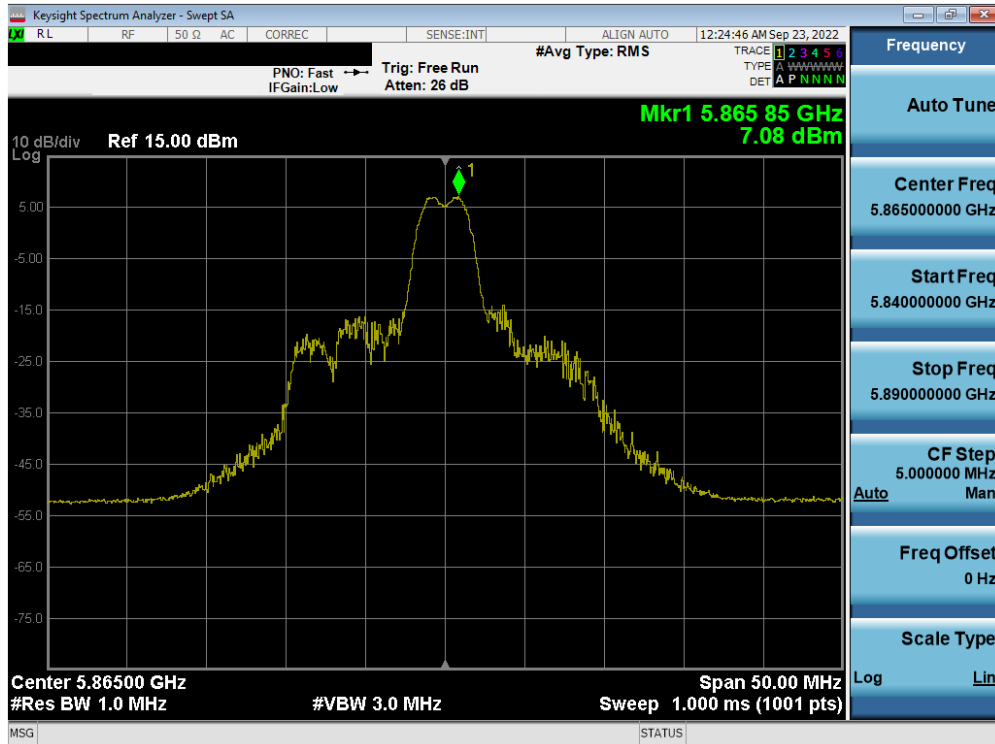 Keysight Spectrum Analyzer - Swept SA
LXI RL RF 50 Ω AC CORREC SENSE:INT ALIGN AUTO 12:24:46 AM Sep 23, 2022
#Avg Type: RMS
TRACE 1 2 3 4 5 6
PNO: Fast Trig: Free Run
TYPE A WWWWW
IFGain:Low Atten: 26 dB
DET A P N N N N
Mkr1 5.865 85 GHz
7.08 dBm
10 dB/div Ref 15.00 dBm
Log
1
5.00
-5.00
-15.0
-25.0
-35.0
-45.0
-55.0
-65.0
-75.0
Center 5.86500 GHz Span 50.00 MHz
#Res BW 1.0 MHz #VBW 3.0 MHz Sweep 1.000 ms (1001 pts)
MSG STATUS
Frequency
Auto Tune
Center Freq
5.865000000 GHz
Start Freq
5.840000000 GHz
Stop Freq
5.890000000 GHz
CF Step
5.000000 MHz
Auto Man
Freq Offset
0 Hz
Scale Type
Log Lin